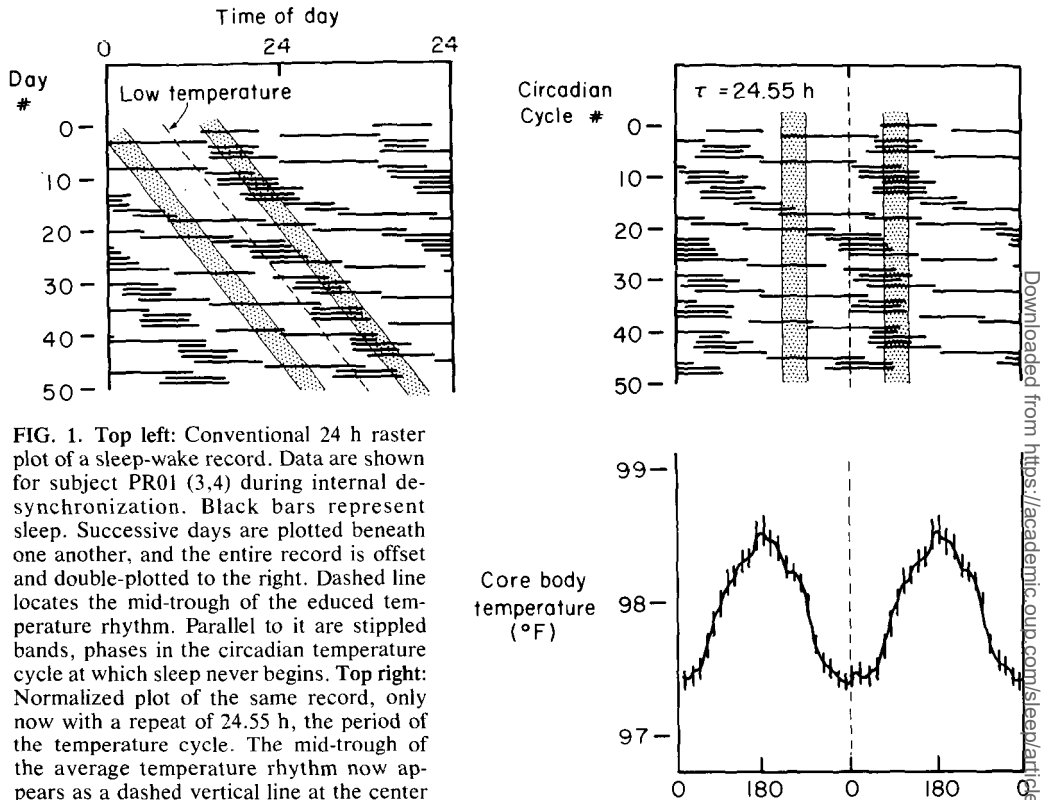 Time of day
0 24 24
Day
#
Low temperature
0
10
20
30
40
50
Circadian
Cycle #
τ = 24.55 h
0
10
20
30
40
50
FIG. 1. Top left: Conventional 24 h raster
plot of a sleep-wake record. Data are shown
for subject PR01 (3,4) during internal de-
synchronization. Black bars represent
sleep. Successive days are plotted beneath
one another, and the entire record is offset
and double-plotted to the right. Dashed line
locates the mid-trough of the educed tem-
perature rhythm. Parallel to it are stippled
bands, phases in the circadian temperature
cycle at which sleep never begins. Top right:
Normalized plot of the same record, only
now with a repeat of 24.55 h, the period of
the temperature cycle. The mid-trough of
the average temperature rhythm now ap-
pears as a dashed vertical line at the center
Core body
temperature
(°F)
99
98
97
0 180 0 180 0
Downloaded from https://academic.oup.com/sleep/article